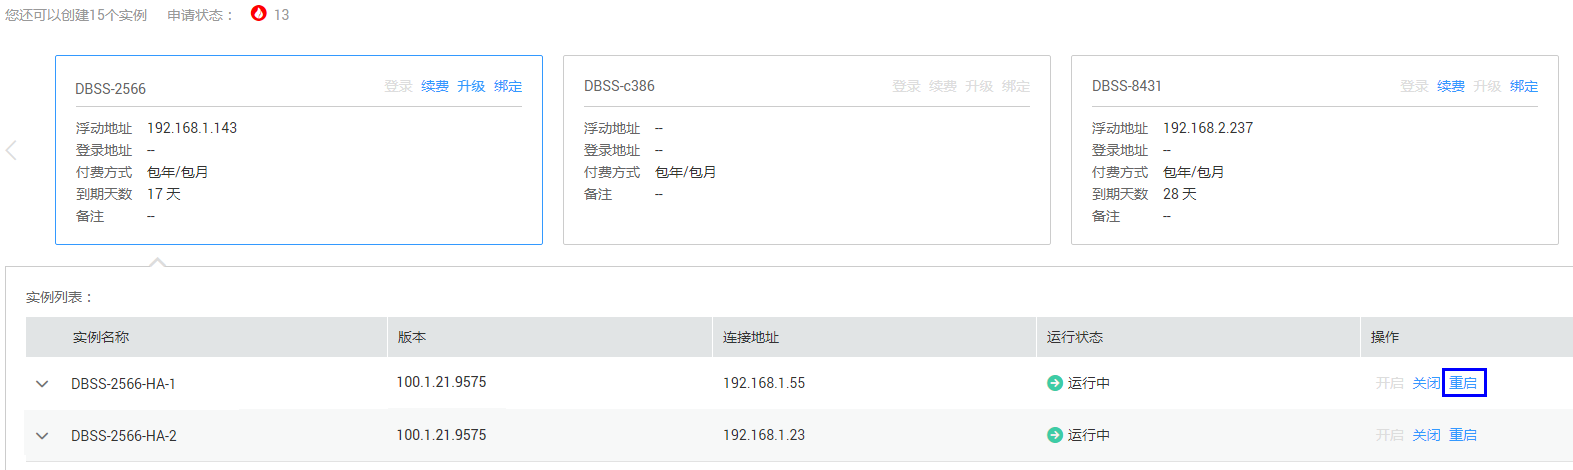 您还可以创建15个实例 申请状态： 13
DBSS-2566 登录 续费 升级 绑定
浮动地址 192.168.1.143
登录地址 --
付费方式 包年/包月
到期天数 17 天
备注 --
DBSS-c386 登录 续费 升级 绑定
浮动地址 --
登录地址 --
付费方式 包年/包月
备注 --
DBSS-8431 登录 续费 升级 绑定
浮动地址 192.168.2.237
登录地址 --
付费方式 包年/包月
到期天数 28 天
备注 --
实例列表：
实例名称 版本 连接地址 运行状态 操作
DBSS-2566-HA-1 100.1.21.9575 192.168.1.55 运行中 开启 关闭 重启
DBSS-2566-HA-2 100.1.21.9575 192.168.1.23 运行中 开启 关闭 重启